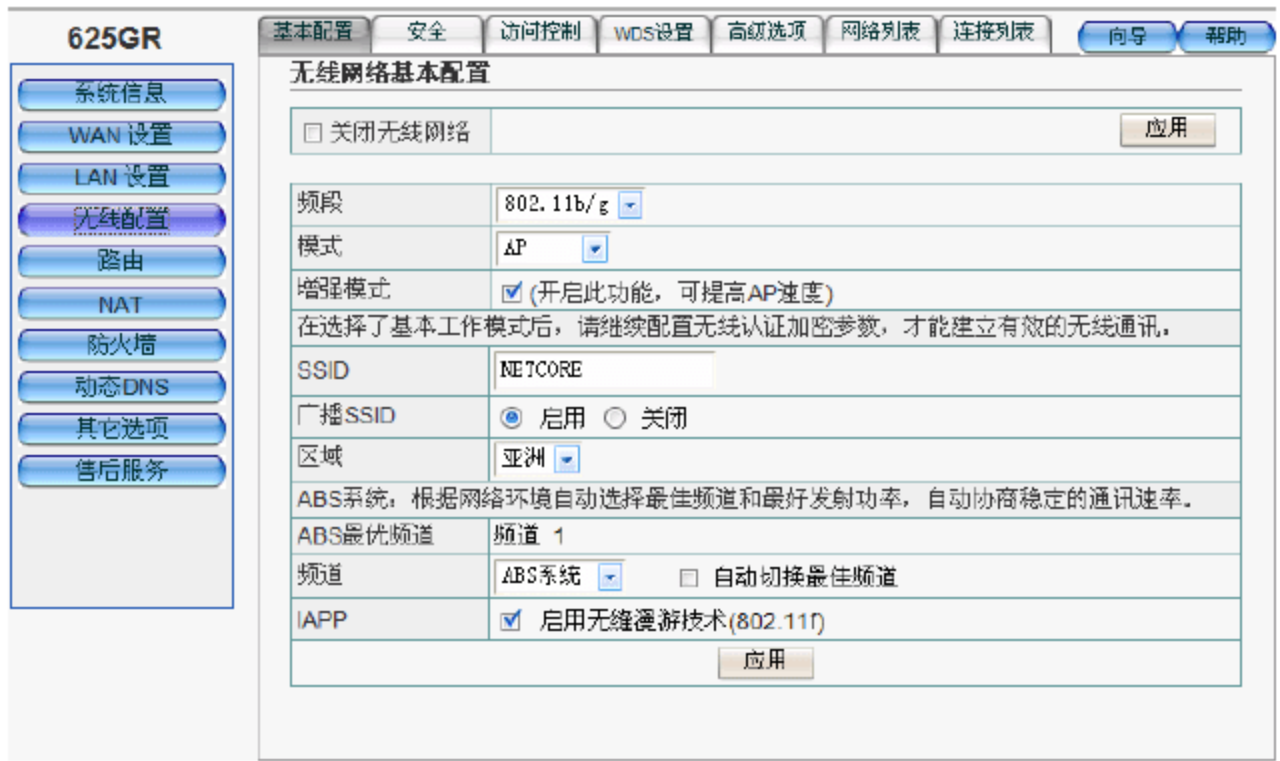 625GR
基本配置 安全 访问控制 WDS设置 高级选项 网络列表 连接列表 向导 帮助
系统信息
WAN 设置
LAN 设置
无线配置
路由
NAT
防火墙
动态DNS
其它选项
售后服务
无线网络基本配置
关闭无线网络 应用
频段 802.11b/g
模式 AP
增强模式 (开启此功能，可提高AP速度)
在选择了基本工作模式后，请继续配置无线认证加密参数，才能建立有效的无线通讯。
SSID NETCORE
广播SSID 启用 关闭
区域 亚洲
ABS系统：根据网络环境自动选择最佳频道和最好发射功率，自动协商稳定的通讯速率。
ABS最优频道 频道 1
频道 ABS系统 自动切换最佳频道
IAPP 启用无缝漫游技术(802.11f)
应用